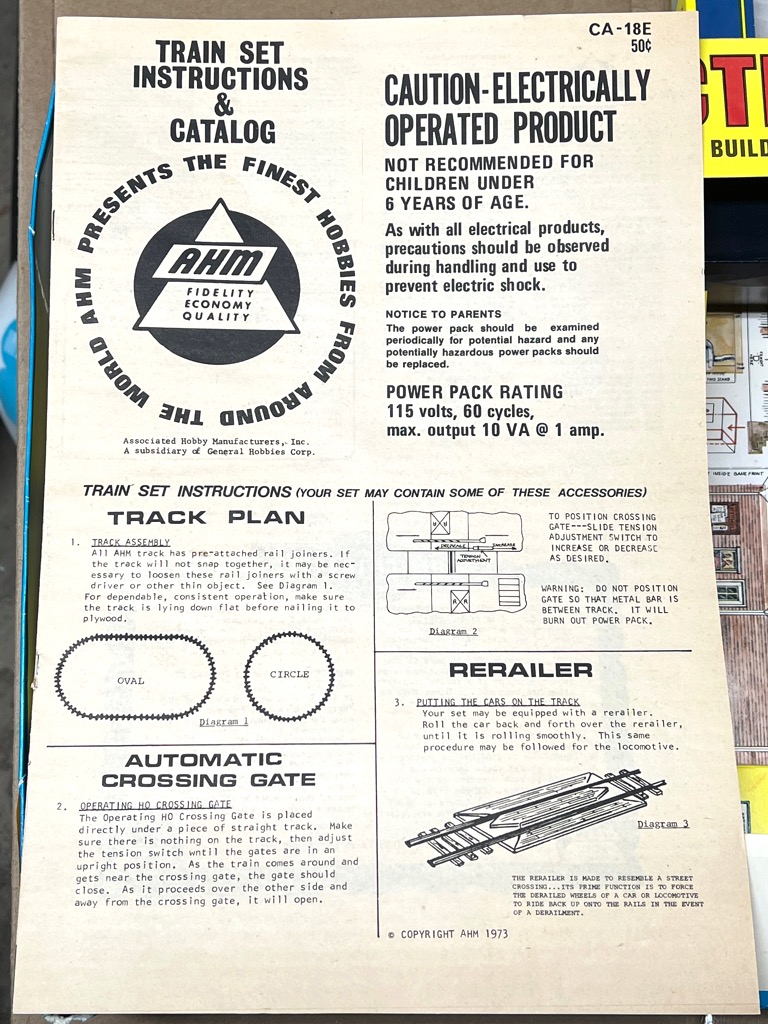 CA-18E
50¢
TRAIN SET
INSTRUCTIONS
&
CATALOG
AHM PRESENTS THE FINEST HOBBIES FROM AROUND THE WORLD
AHM
FIDELITY
ECONOMY
QUALITY
Associated Hobby Manufacturers, Inc.
A subsidiary of General Hobbies Corp.
CAUTION-ELECTRICALLY
OPERATED PRODUCT
NOT RECOMMENDED FOR
CHILDREN UNDER
6 YEARS OF AGE.
As with all electrical products,
precautions should be observed
during handling and use to
prevent electric shock.
NOTICE TO PARENTS
The power pack should be examined
periodically for potential hazard and any
potentially hazardous power packs should
be replaced.
POWER PACK RATING
115 volts, 60 cycles,
max. output 10 VA @ 1 amp.
TRAIN SET INSTRUCTIONS (YOUR SET MAY CONTAIN SOME OF THESE ACCESSORIES)
TRACK PLAN
1. TRACK ASSEMBLY
All AHM track has pre-attached rail joiners. If
the track will not snap together, it may be nec-
essary to loosen these rail joiners with a screw
driver or other thin object. See Diagram 1.
For dependable, consistent operation, make sure
the track is lying down flat before nailing it to
plywood.
OVAL
CIRCLE
Diagram 1
AUTOMATIC
CROSSING GATE
2. OPERATING HO CROSSING GATE
The Operating HO Crossing Gate is placed
directly under a piece of straight track. Make
sure there is nothing on the track, then adjust
the tension switch wntil the gates are in an
upright position. As the train comes around and
gets near the crossing gate, the gate should
close. As it proceeds over the other side and
away from the crossing gate, it will open.
DECREASE
INCREASE
TENSION
ADJUSTMENT
R R
Diagram 2
TO POSITION CROSSING
GATE---SLIDE TENSION
ADJUSTMENT SWITCH TO
INCREASE OR DECREASE
AS DESIRED.
WARNING: DO NOT POSITION
GATE SO THAT METAL BAR IS
BETWEEN TRACK. IT WILL
BURN OUT POWER PACK.
RERAILER
3. PUTTING THE CARS ON THE TRACK
Your set may be equipped with a rerailer.
Roll the car back and forth over the rerailer,
until it is rolling smoothly. This same
procedure may be followed for the locomotive.
Diagram 3
THE RERAILER IS MADE TO RESEMBLE A STREET
CROSSING...ITS PRIME FUNCTION IS TO FORCE
THE DERAILED WHEELS OF A CAR OR LOCOMOTIVE
TO RIDE BACK UP ONTO THE RAILS IN THE EVENT
OF A DERAILMENT.
© COPYRIGHT AHM 1973
CTI
BUILD
INSIDE BANK FRONT